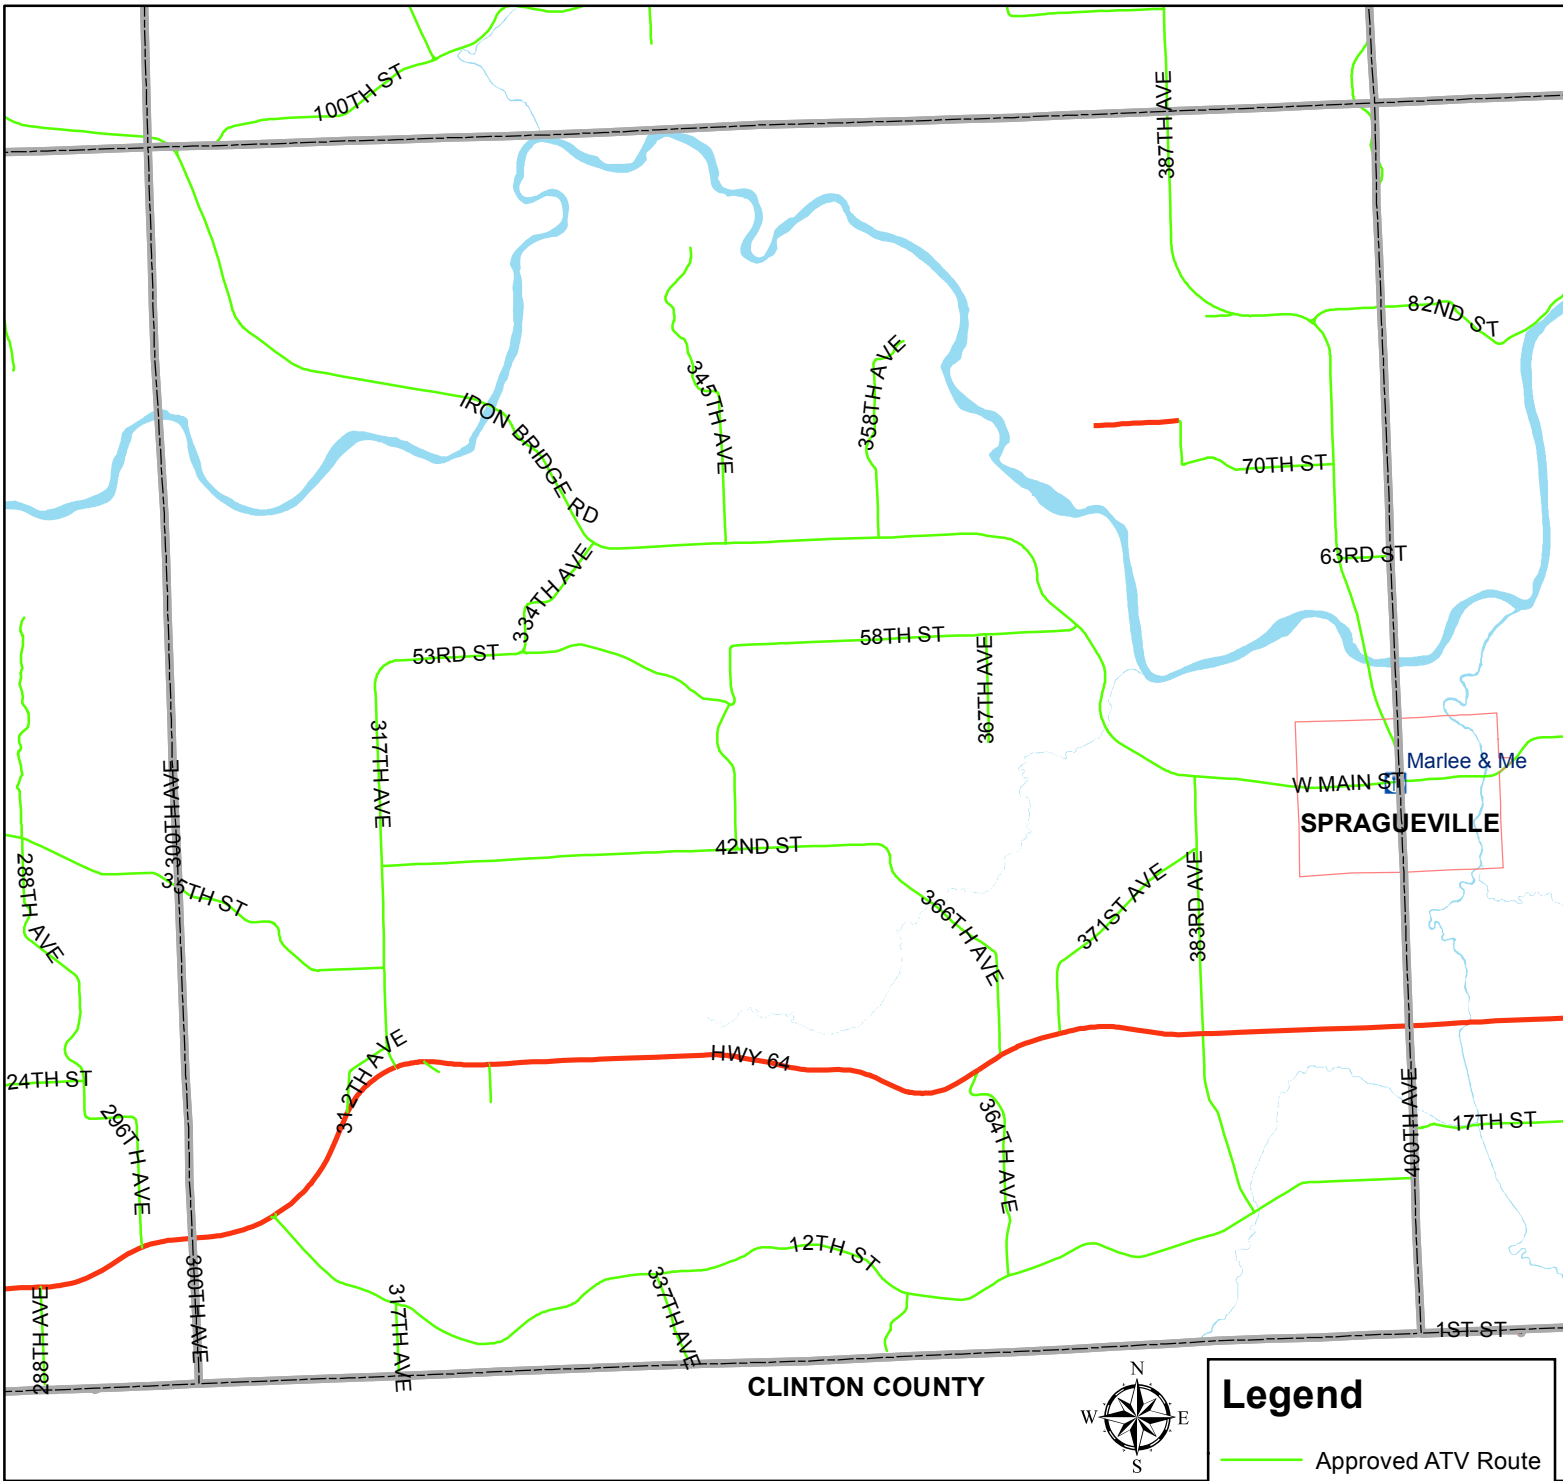 100TH ST
387TH AVE
82ND ST
345TH AVE
358TH AVE
IRON BRIDGE RD
70TH ST
63RD ST
334TH AVE
53RD ST
58TH ST
367TH AVE
317TH AVE
300TH AVE
Marlee & Me
W MAIN ST
SPRAGUEVILLE
42ND ST
288TH AVE
35TH ST
366TH AVE
371ST AVE
383RD AVE
312TH AVE
HWY 64
24TH ST
296TH AVE
364TH AVE
400TH AVE
17TH ST
12TH ST
288TH AVE
300TH AVE
317TH AVE
337TH AVE
1ST ST
CLINTON COUNTY
N
W E
S
Legend
Approved ATV Route